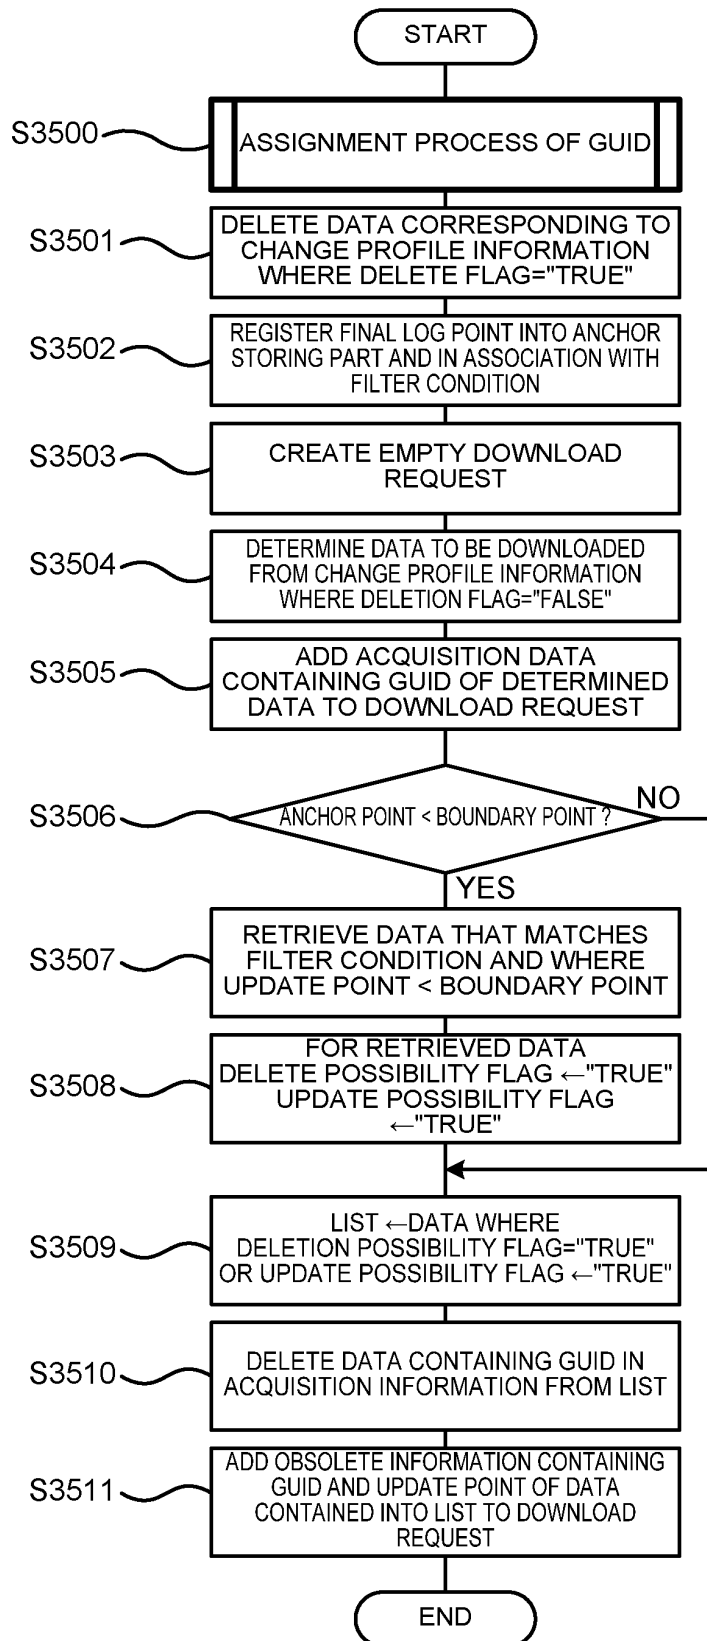 START
S3500
ASSIGNMENT PROCESS OF GUID
S3501
DELETE DATA CORRESPONDING TO
CHANGE PROFILE INFORMATION
WHERE DELETE FLAG="TRUE"
S3502
REGISTER FINAL LOG POINT INTO ANCHOR
STORING PART AND IN ASSOCIATION WITH
FILTER CONDITION
S3503
CREATE EMPTY DOWNLOAD
REQUEST
S3504
DETERMINE DATA TO BE DOWNLOADED
FROM CHANGE PROFILE INFORMATION
WHERE DELETION FLAG="FALSE"
S3505
ADD ACQUISITION DATA
CONTAINING GUID OF DETERMINED
DATA TO DOWNLOAD REQUEST
S3506
ANCHOR POINT < BOUNDARY POINT ?
NO
YES
S3507
RETRIEVE DATA THAT MATCHES
FILTER CONDITION AND WHERE
UPDATE POINT < BOUNDARY POINT
S3508
FOR RETRIEVED DATA
DELETE POSSIBILITY FLAG ←"TRUE"
UPDATE POSSIBILITY FLAG
←"TRUE"
S3509
LIST ←DATA WHERE
DELETION POSSIBILITY FLAG="TRUE"
OR UPDATE POSSIBILITY FLAG ←"TRUE"
S3510
DELETE DATA CONTAINING GUID IN
ACQUISITION INFORMATION FROM LIST
S3511
ADD OBSOLETE INFORMATION CONTAINING
GUID AND UPDATE POINT OF DATA
CONTAINED INTO LIST TO DOWNLOAD
REQUEST
END